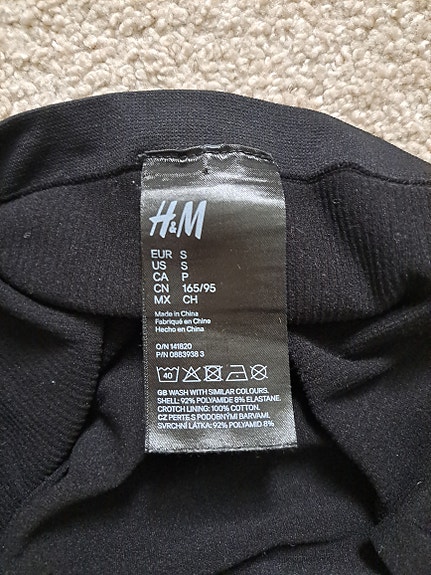 H&M
EUR S
US S
CA P
CN 165/95
MX CH
Made in China
Fabriqué en Chine
Hecho en China
O/N 141820
P/N 0883938 3
40
GB WASH WITH SIMILAR COLOURS.
SHELL: 92% POLYAMIDE 8% ELASTANE.
CROTCH LINING: 100% COTTON.
CZ PERTE S PODOBNÝMI BARVAMI.
SVRCHNÍ LÁTKA: 92% POLYAMID 8%